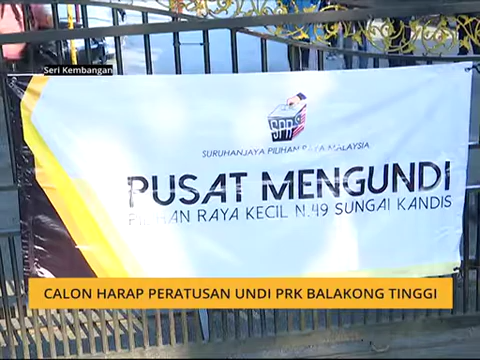 Seri Kembangan
SPR
SURUHANJAYA PILIHAN RAYA MALAYSIA
PUSAT MENGUNDI
PILIHAN RAYA KECIL N.49 SUNGAI KANDIS
CALON HARAP PERATUSAN UNDI PRK BALAKONG TINGGI